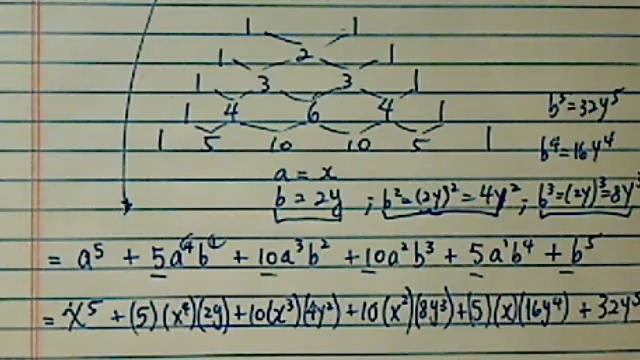 1 1
1 2 1
1 3 3 1
1 4 6 4 1
b⁵=32y⁵
1 5 10 10 5 1
b⁴=16y⁴
a = x
b = 2y ; b²=(2y)²=4y² ; b³=(2y)³=8y³
= a⁵ + 5a⁴b¹ + 10a³b² + 10a²b³ + 5a¹b⁴ + b⁵
= x⁵ + (5)(x⁴)(2y)+10(x³)(4y²)+10(x²)(8y³)+(5)(x)(16y⁴) + 32y⁵